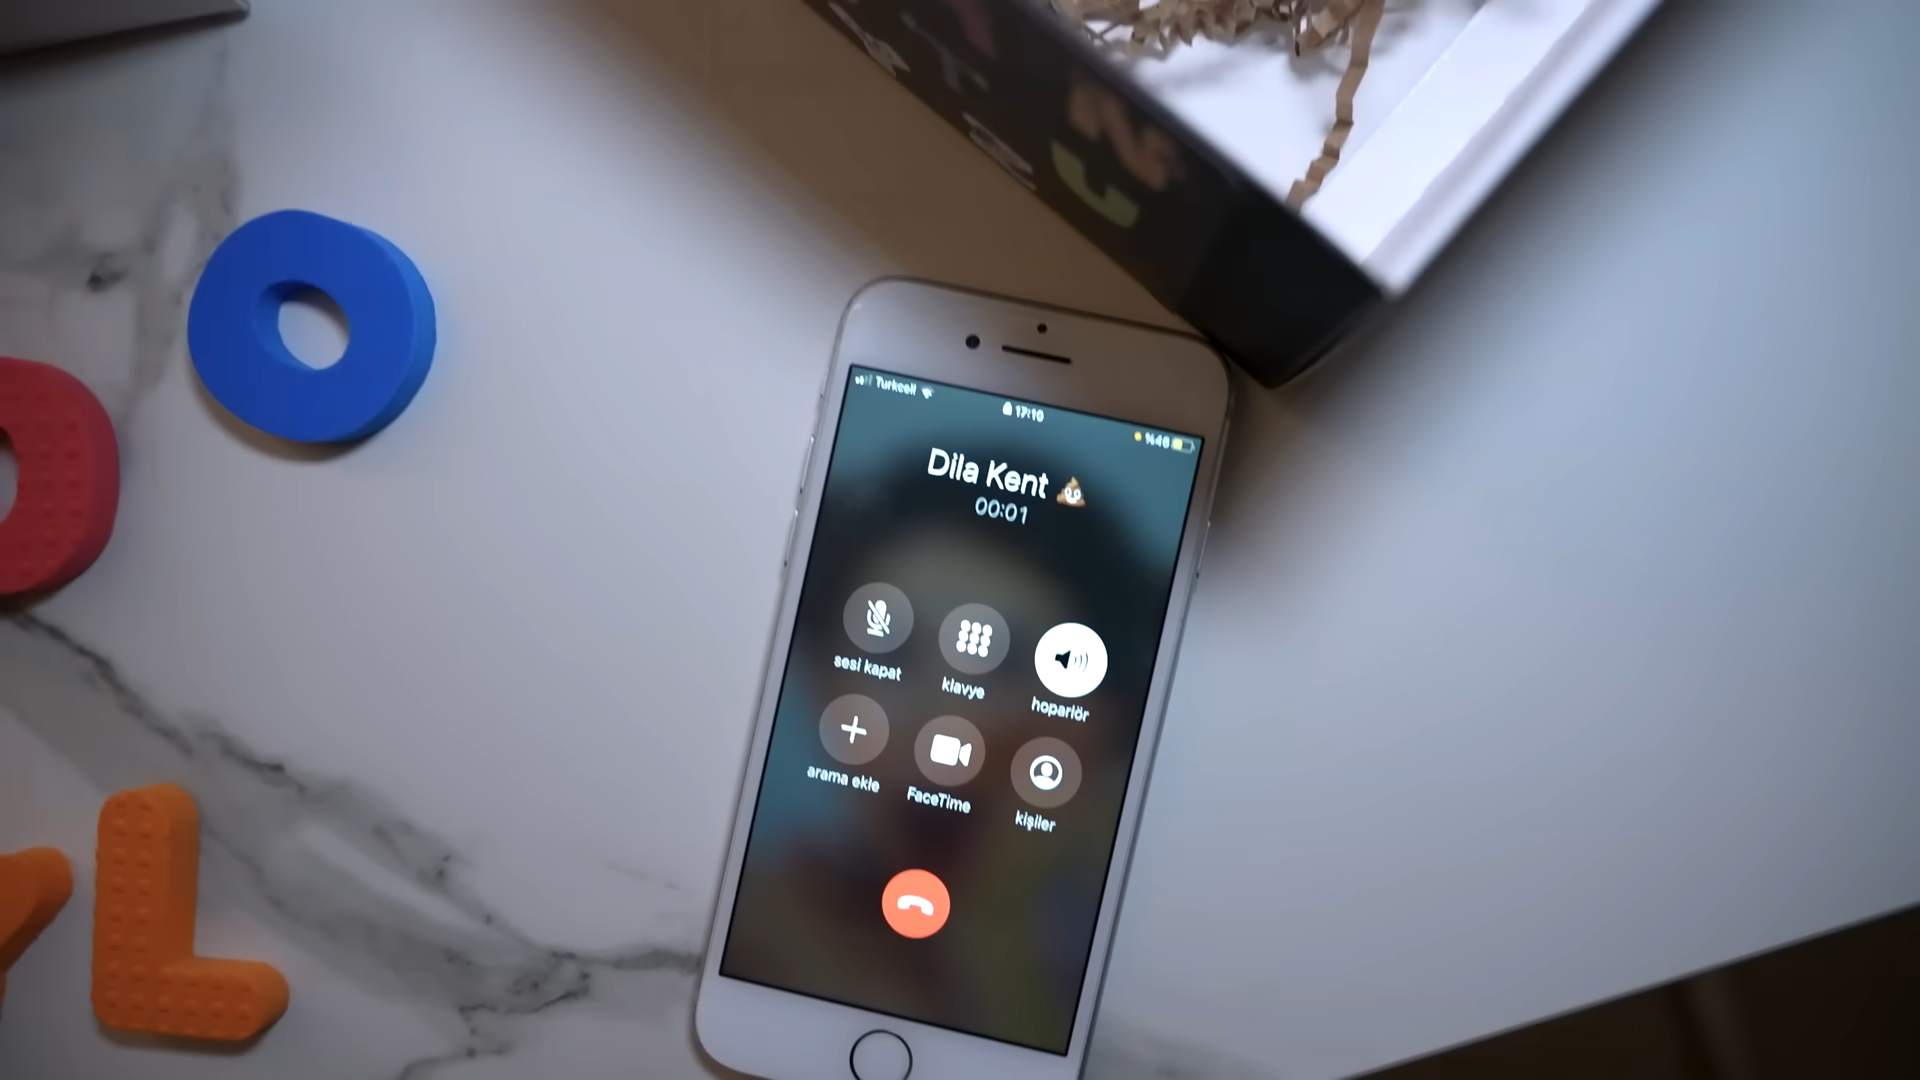 Turkcell
17:10
%46
Dila Kent 💩
00:01
sesi kapat
klavye
hoparlör
arama ekle
FaceTime
kişiler
O
L